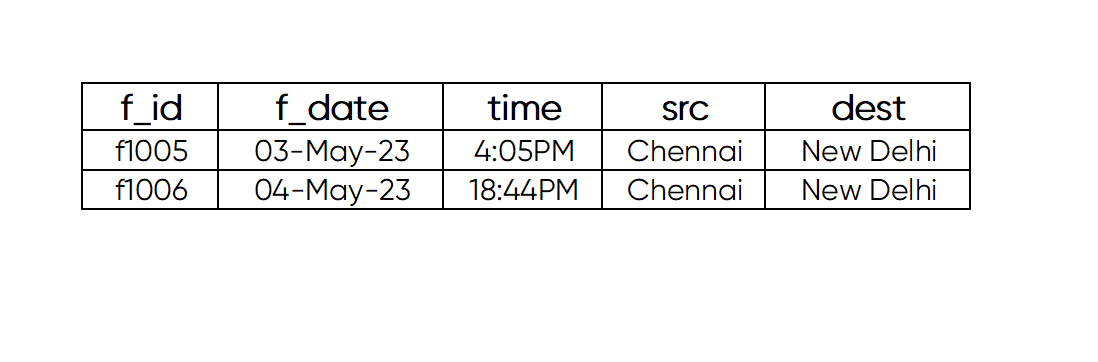 f_id f_date time src dest
f1005 03-May-23 4:05PM Chennai New Delhi
f1006 04-May-23 18:44PM Chennai New Delhi